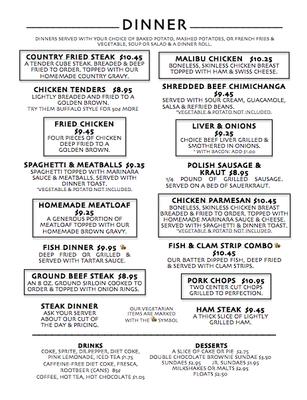 DINNER
DINNERS SERVED WITH YOUR CHOICE OF BAKED POTATO, MASHED POTATOES, OR FRENCH FRIES &
VEGETABLE, SOUP OR SALAD & A DINNER ROLL.
COUNTRY FRIED STEAK $10.45
A TENDER CUBE STEAK, BREADED & DEEP
FRIED TO ORDER, TOPPED WITH OUR
HOMEMADE COUNTRY GRAVY.
CHICKEN TENDERS $8.95
LIGHTLY BREADED AND FRIED TO A
GOLDEN BROWN.
TRY THEM BUFFALO STYLE FOR 50¢ MORE
FRIED CHICKEN
$9.45
FOUR PIECES OF CHICKEN
DEEP FRIED TO A
GOLDEN BROWN.
SPAGHETTI & MEATBALLS $9.25
SPAGHETTI TOPPED WITH MARINARA
SAUCE & MEATBALLS, SERVED WITH
DINNER TOAST.
*VEGETABLE & POTATO NOT INCLUDED.
HOMEMADE MEATLOAF
$9.25
A GENEROUS PORTION OF
MEATLOAF TOPPED WITH OUR
HOMEMADE BROWN GRAVY.
FISH DINNER $9.95
DEEP FRIED OR GRILLED &
SERVED WITH TARTAR SAUCE.
GROUND BEEF STEAK $8.95
AN 8 OZ. GROUND SIRLOIN COOKED TO
ORDER & TOPPED WITH ONION RINGS.
STEAK DINNER
ASK YOUR SERVER
ABOUT OUR CUT OF
THE DAY & PRICING.
OUR VEGETARIAN
ITEMS ARE MARKED
WITH THE SYMBOL
MALIBU CHICKEN $10.25
BONELESS, SKINLESS CHICKEN BREAST
TOPPED WITH HAM & SWISS CHEESE.
SHREDDED BEEF CHIMICHANGA
$9.45
SERVED WITH SOUR CREAM, GUACAMOLE,
SALSA & REFRIED BEANS.
*VEGETABLE & POTATO NOT INCLUDED.
LIVER & ONIONS
$9.25
CHOICE BEEF LIVER GRILLED &
SMOTHERED IN ONIONS.
* WITH BACON: ADD $1.00
POLISH SAUSAGE &
KRAUT $8.95
1/4 POUND OF GRILLED SAUSAGE.
SERVED ON A BED OF SAUERKRAUT.
CHICKEN PARMESAN $10.45
BONELESS, SKINLESS CHICKEN BREAST
BREADED & FRIED TO ORDER, TOPPED WITH
HOMEMADE MARINARA SAUCE & CHEESE.
SERVED WITH SPAGHETTI & DINNER TOAST.
*VEGETABLE & POTATO NOT INCLUDED.
FISH & CLAM STRIP COMBO
$10.45
OUR BATTER DIPPED FISH, DEEP FRIED
& SERVED WITH CLAM STRIPS.
PORK CHOPS $10.95
TWO CENTER CUT CHOPS
GRILLED TO PERFECTION.
HAM STEAK $9.45
A THICK SLICE OF LIGHTLY
GRILLED HAM.
DRINKS
COKE, SPRITE, DR.PEPPER, DIET COKE,
PINK LEMONADE, ICED TEA $1.75
CAFFEINE-FREE DIET COKE, FRESCA,
ROOTBEER (CANS)
COFFEE, HOT TEA, HOT CHOCOLATE
DESSERTS
A SLICE OF CAKE OR PIE $2.75
DOUBLE CHOCOLATE BROWNIE SUNDAE $3.50
SUNDAES $2.95, JR. SUNDAES $1.95
MILKSHAKES OR MALTS $2.95
FLOATS $2.50